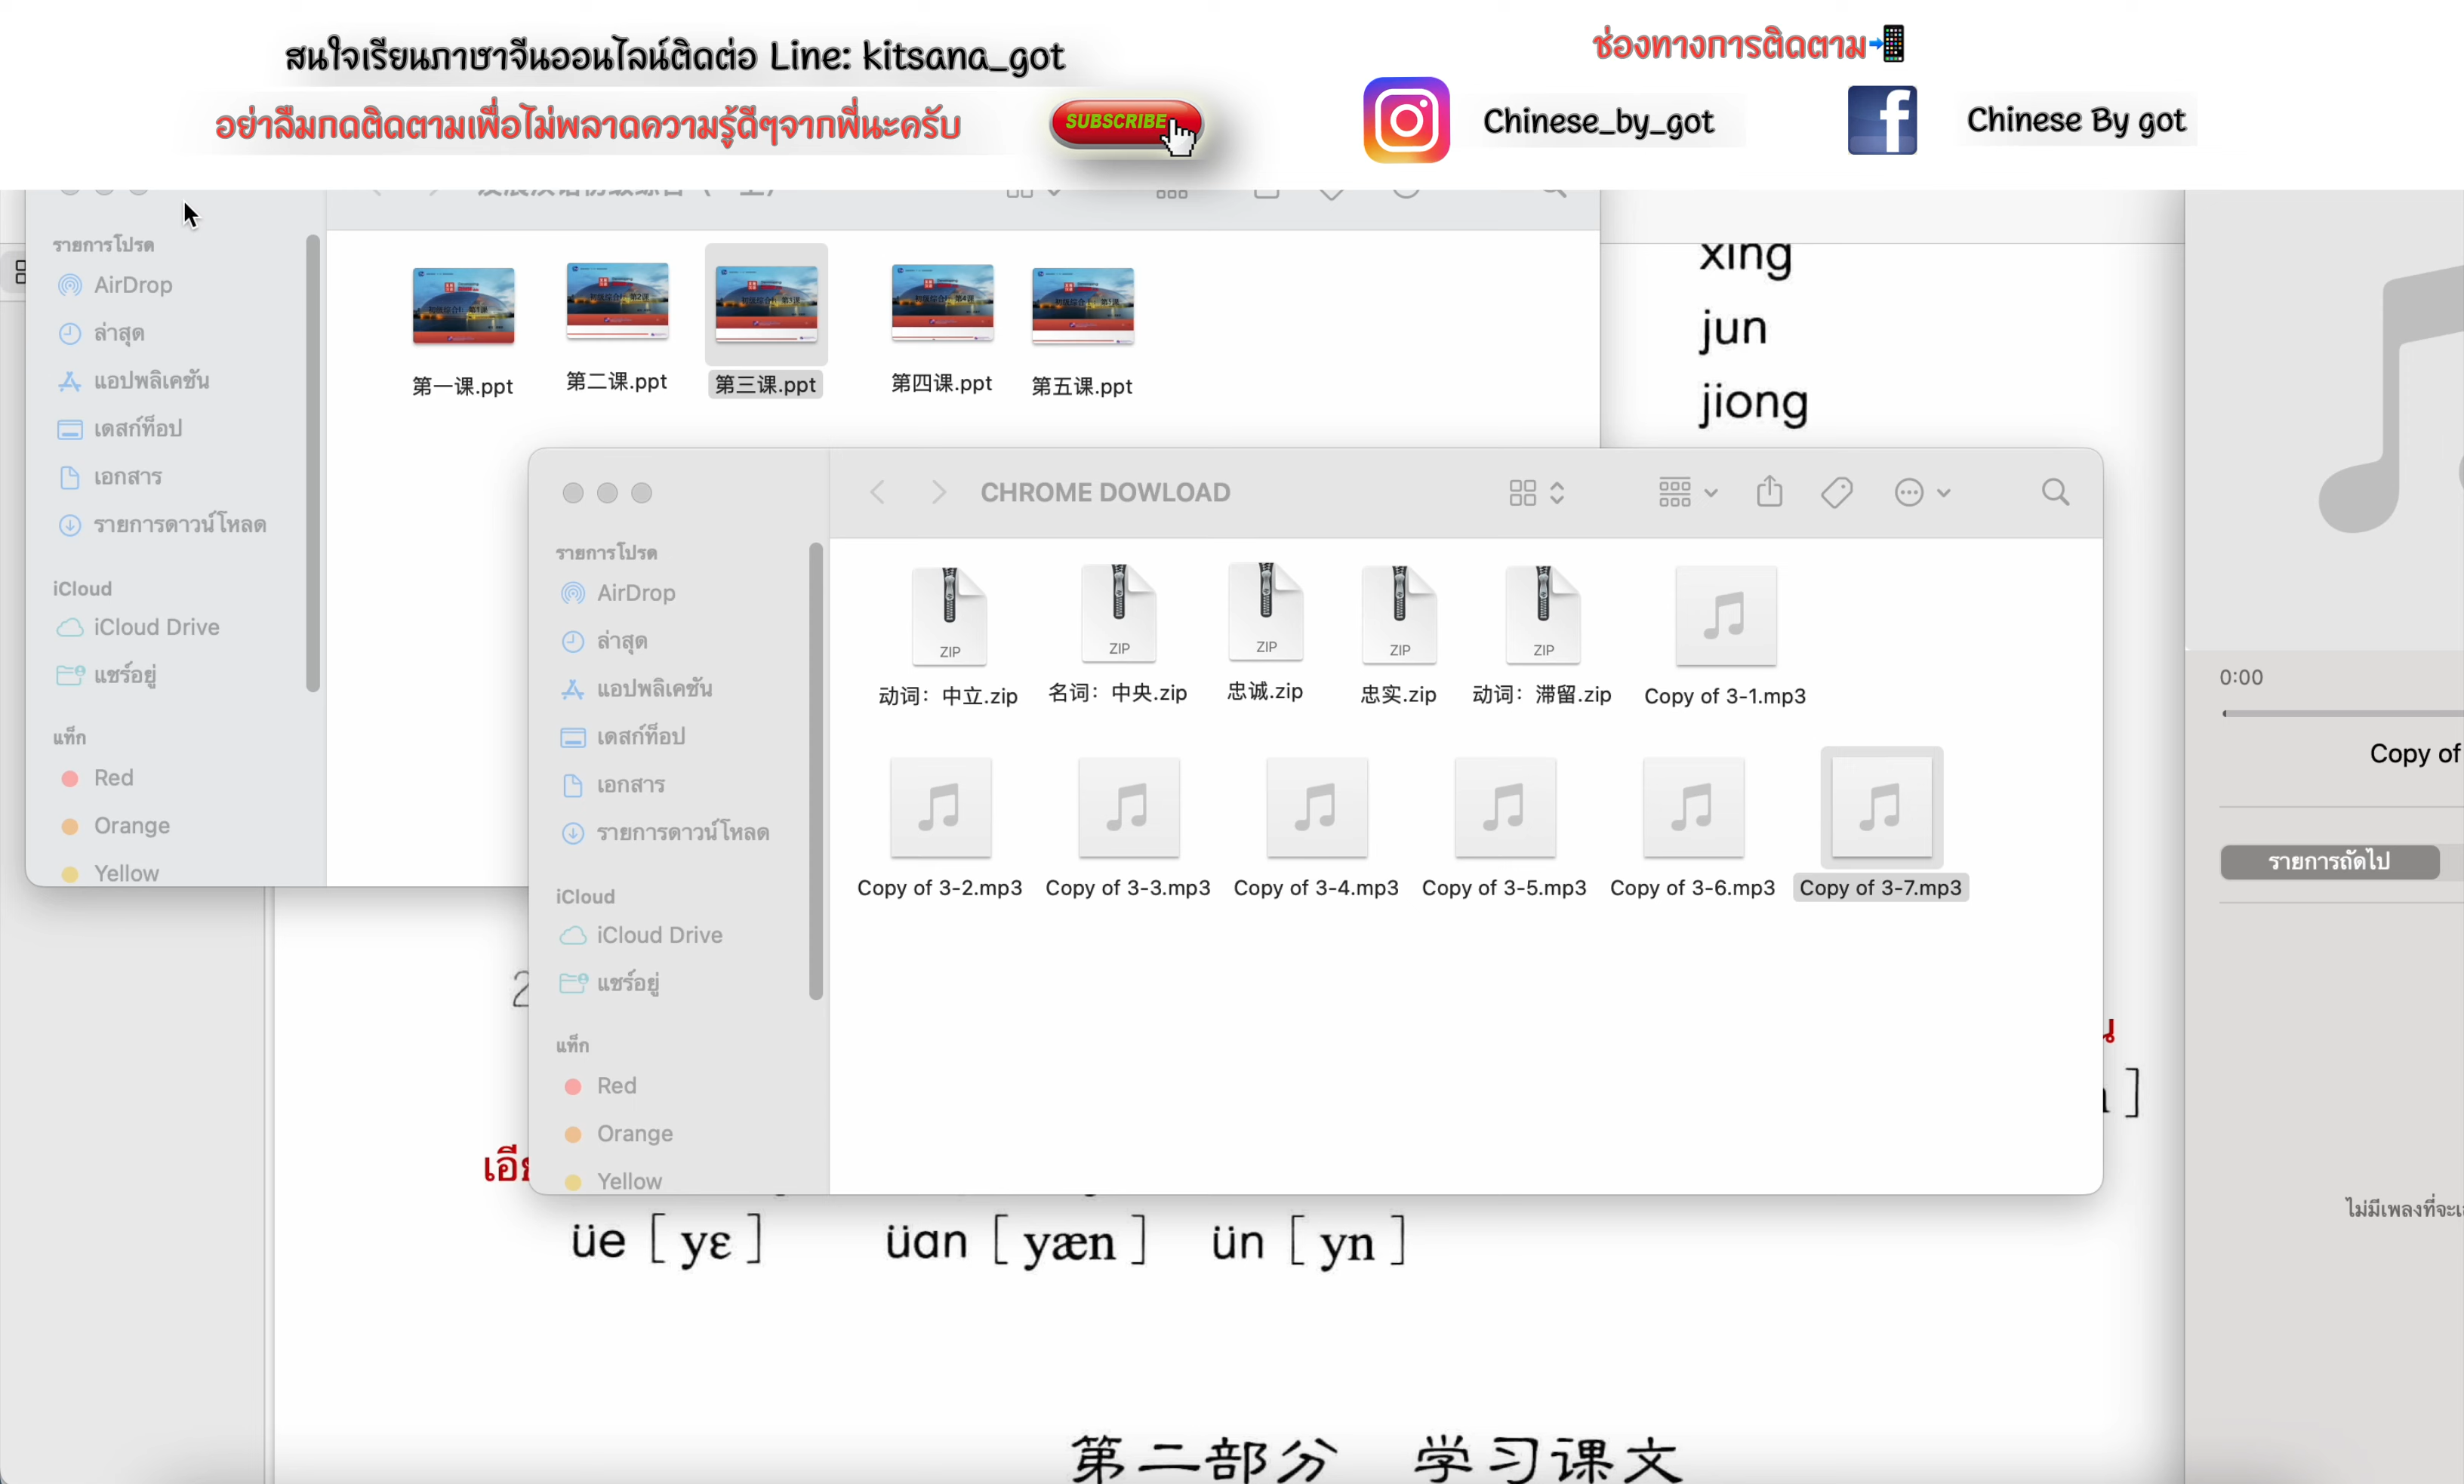 สนใจเรียนภาษาจีนออนไลน์ติดต่อ Line: kitsana_got
อย่าลืมกดติดตามเพื่อไม่พลาดความรู้ดีๆจากพี่นะครับ
SUBSCRIBE
ช่องทางการติดตาม
Chinese_by_got
Chinese By got
รายการโปรด
AirDrop
ล่าสุด
แอปพลิเคชัน
เดสก์ท็อป
เอกสาร
รายการดาวน์โหลด
iCloud
iCloud Drive
แชร์อยู่
แท็ก
Red
Orange
Yellow
第一课.ppt
第二课.ppt
第三课.ppt
第四课.ppt
第五课.ppt
xing
jun
jiong
CHROME DOWLOAD
รายการโปรด
AirDrop
ล่าสุด
แอปพลิเคชัน
เดสก์ท็อป
เอกสาร
รายการดาวน์โหลด
iCloud
iCloud Drive
แชร์อยู่
แท็ก
Red
Orange
Yellow
ZIP ZIP ZIP ZIP ZIP
动词：中立.zip 名词：中央.zip 忠诚.zip 忠实.zip 动词：滞留.zip Copy of 3-1.mp3
Copy of 3-2.mp3 Copy of 3-3.mp3 Copy of 3-4.mp3 Copy of 3-5.mp3 Copy of 3-6.mp3 Copy of 3-7.mp3
0:00
Copy of
รายการถัดไป
üe [ yɛ ] üɑn [ yæn ] ün [ yn ]
第二部分 学习课文